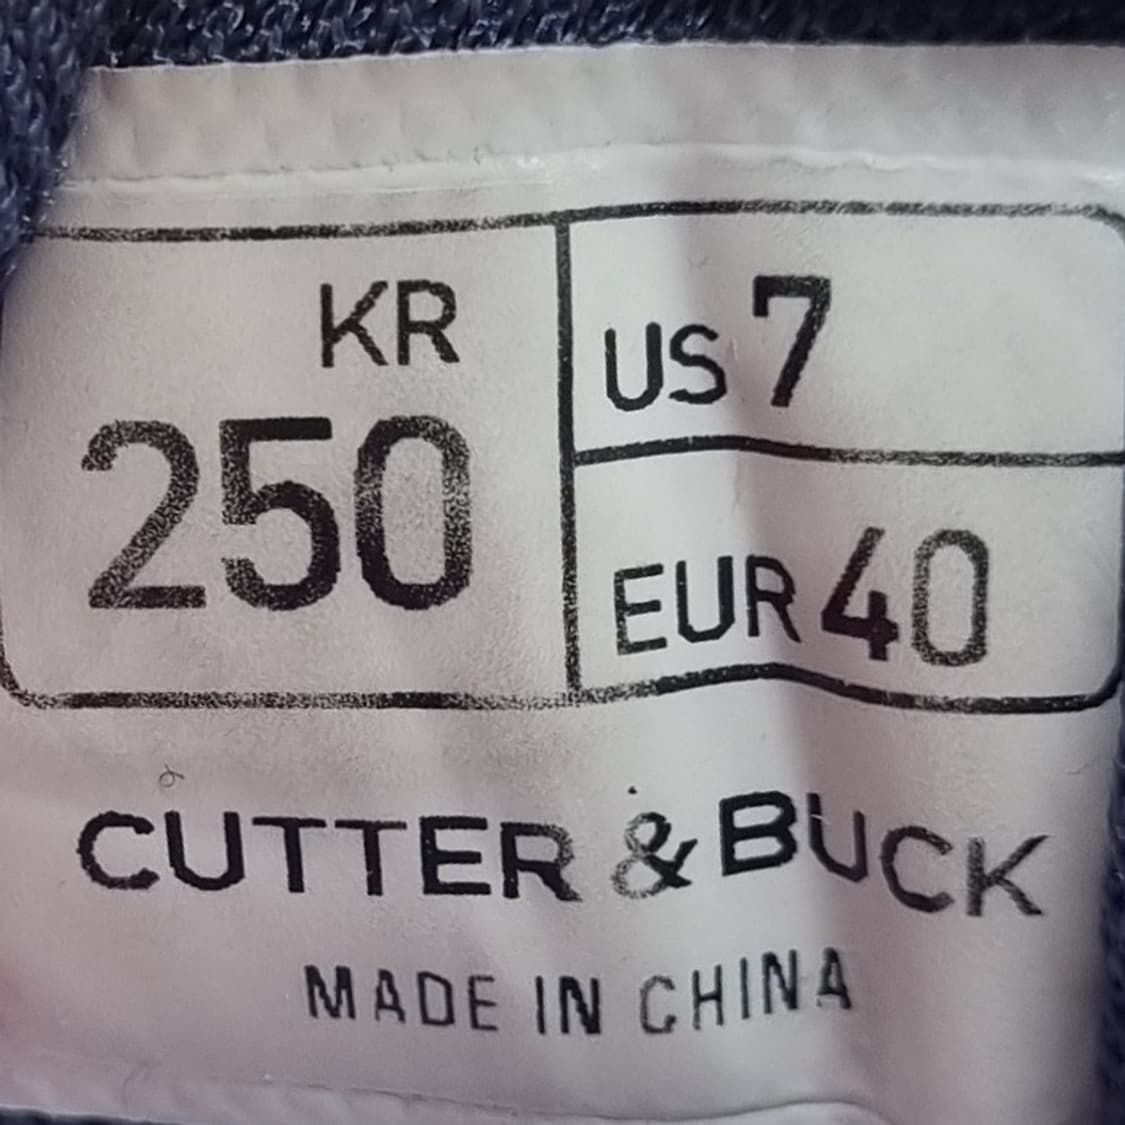 KR
250
US 7
EUR 40
CUTTER & BUCK
MADE IN CHINA